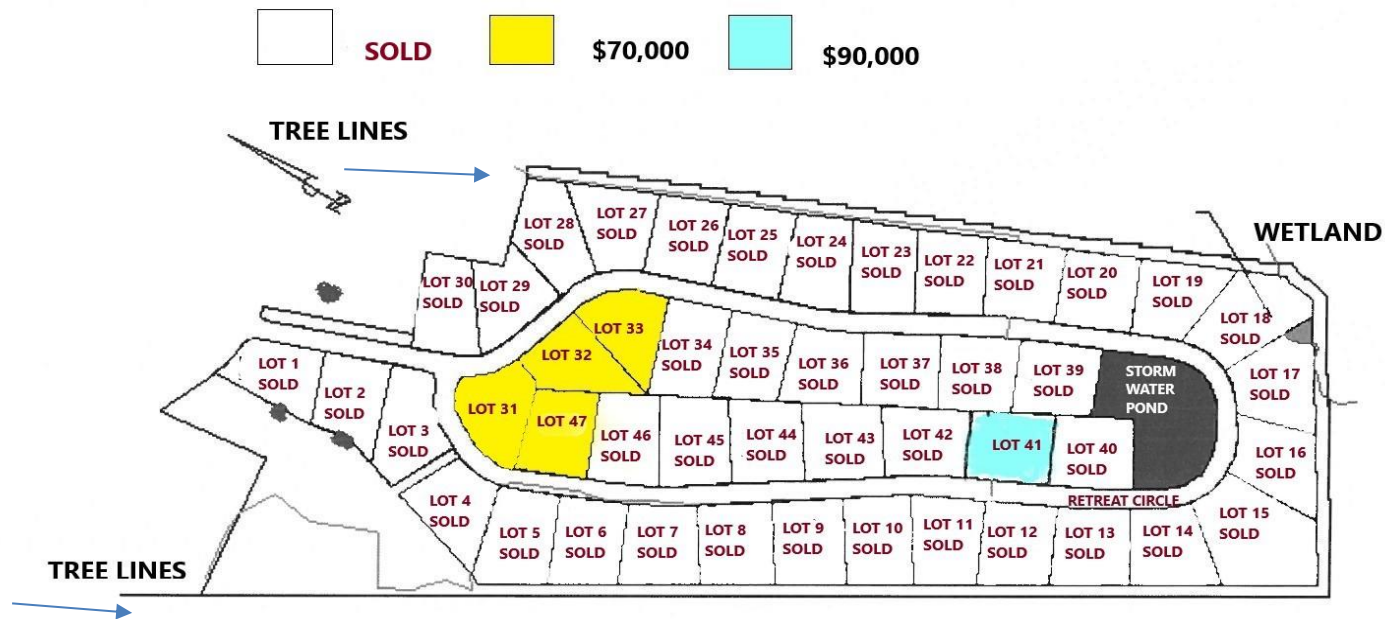 SOLD
$70,000
$90,000
TREE LINES
WETLAND
LOT 28
SOLD
LOT 27
SOLD
LOT 26
SOLD
LOT 25
SOLD
LOT 24
SOLD
LOT 23
SOLD
LOT 22
SOLD
LOT 21
SOLD
LOT 20
SOLD
LOT 19
SOLD
LOT 18
SOLD
LOT 30
SOLD
LOT 29
SOLD
LOT 33
LOT 32
LOT 34
SOLD
LOT 35
SOLD
LOT 36
SOLD
LOT 37
SOLD
LOT 38
SOLD
LOT 39
SOLD
STORM
WATER
POND
LOT 17
SOLD
LOT 1
SOLD
LOT 2
SOLD
LOT 3
SOLD
LOT 31
LOT 47
LOT 46
SOLD
LOT 45
SOLD
LOT 44
SOLD
LOT 43
SOLD
LOT 42
SOLD
LOT 41
LOT 40
SOLD
LOT 16
SOLD
RETREAT CIRCLE
LOT 4
SOLD
LOT 5
SOLD
LOT 6
SOLD
LOT 7
SOLD
LOT 8
SOLD
LOT 9
SOLD
LOT 10
SOLD
LOT 11
SOLD
LOT 12
SOLD
LOT 13
SOLD
LOT 14
SOLD
LOT 15
SOLD
TREE LINES